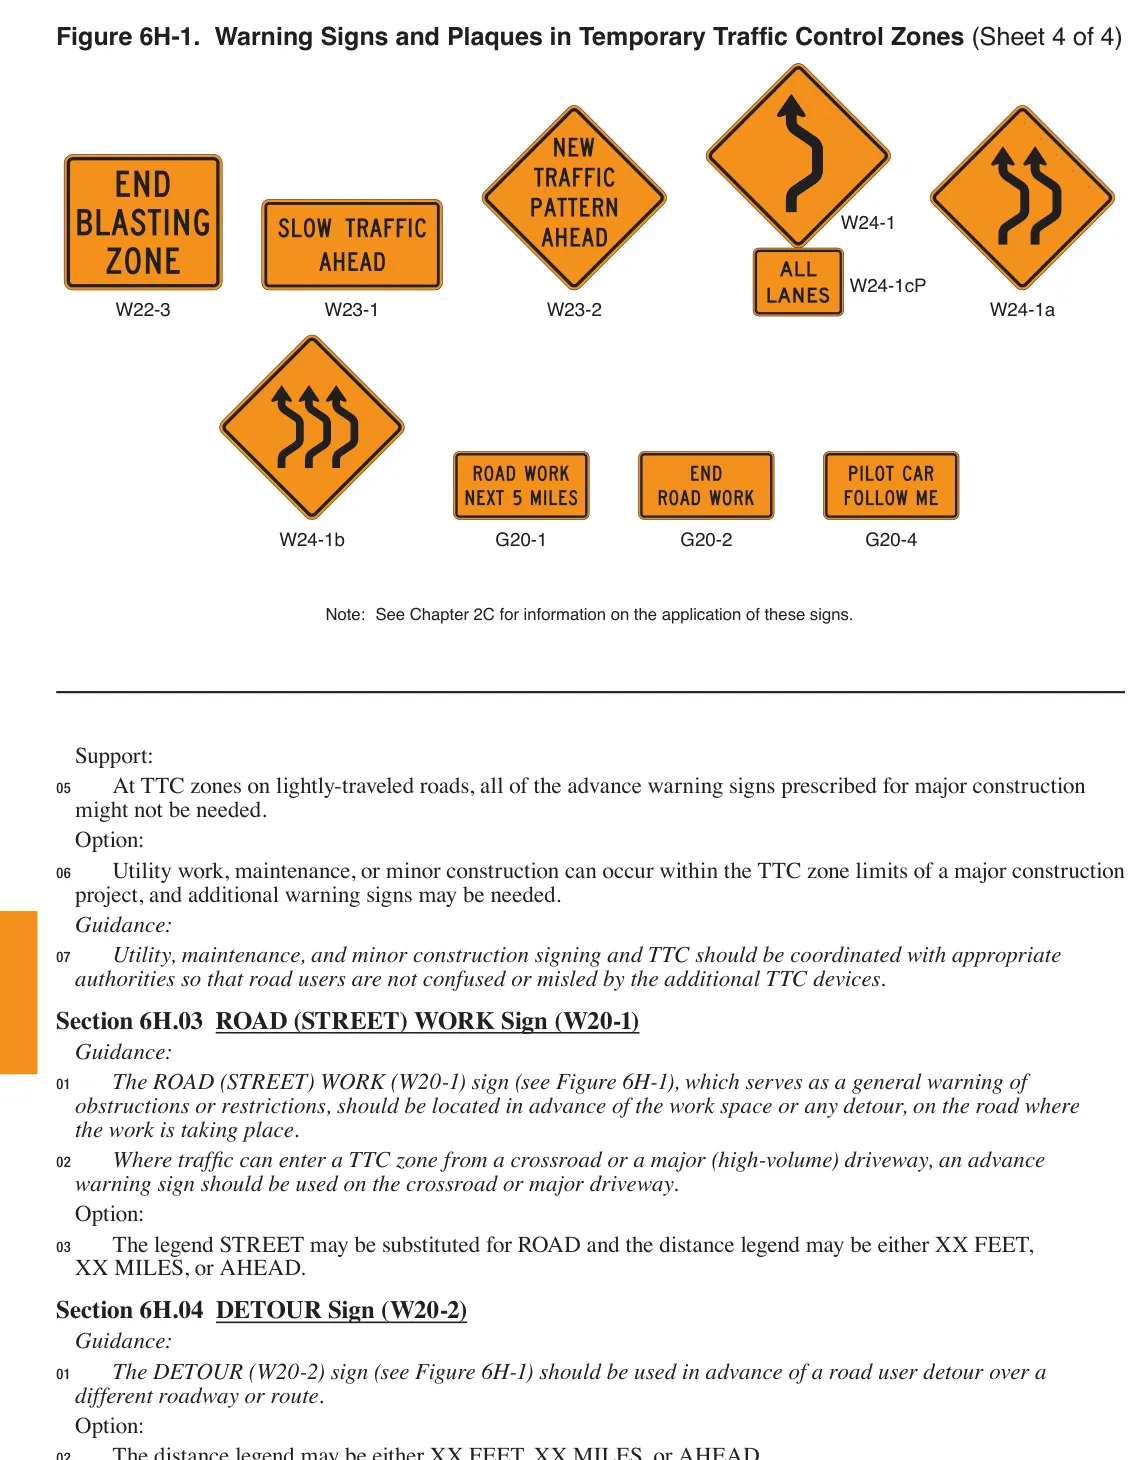 Figure 6H-1. Warning Signs and Plaques in Temporary Traffic Control Zones (Sheet 4 of 4)
END
BLASTING
ZONE
W22-3
SLOW TRAFFIC
AHEAD
W23-1
NEW
TRAFFIC
PATTERN
AHEAD
W23-2
W24-1
ALL
LANES
W24-1cP
W24-1a
W24-1b
ROAD WORK
NEXT 5 MILES
G20-1
END
ROAD WORK
G20-2
PILOT CAR
FOLLOW ME
G20-4
Note: See Chapter 2C for information on the application of these signs.
Support:
05 At TTC zones on lightly-traveled roads, all of the advance warning signs prescribed for major construction
might not be needed.
Option:
06 Utility work, maintenance, or minor construction can occur within the TTC zone limits of a major construction
project, and additional warning signs may be needed.
Guidance:
07 Utility, maintenance, and minor construction signing and TTC should be coordinated with appropriate
authorities so that road users are not confused or misled by the additional TTC devices.
Section 6H.03 ROAD (STREET) WORK Sign (W20-1)
Guidance:
01 The ROAD (STREET) WORK (W20-1) sign (see Figure 6H-1), which serves as a general warning of
obstructions or restrictions, should be located in advance of the work space or any detour, on the road where
the work is taking place.
02 Where traffic can enter a TTC zone from a crossroad or a major (high-volume) driveway, an advance
warning sign should be used on the crossroad or major driveway.
Option:
03 The legend STREET may be substituted for ROAD and the distance legend may be either XX FEET,
XX MILES, or AHEAD.
Section 6H.04 DETOUR Sign (W20-2)
Guidance:
01 The DETOUR (W20-2) sign (see Figure 6H-1) should be used in advance of a road user detour over a
different roadway or route.
Option:
02 The distance legend may be either XX FEET, XX MILES, or AHEAD.